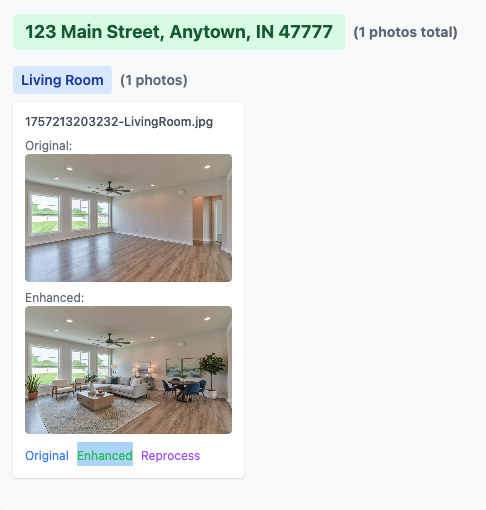 123 Main Street, Anytown, IN 47777 (1 photos total)
Living Room (1 photos)
1757213203232-LivingRoom.jpg
Original:
Enhanced:
Original Enhanced Reprocess